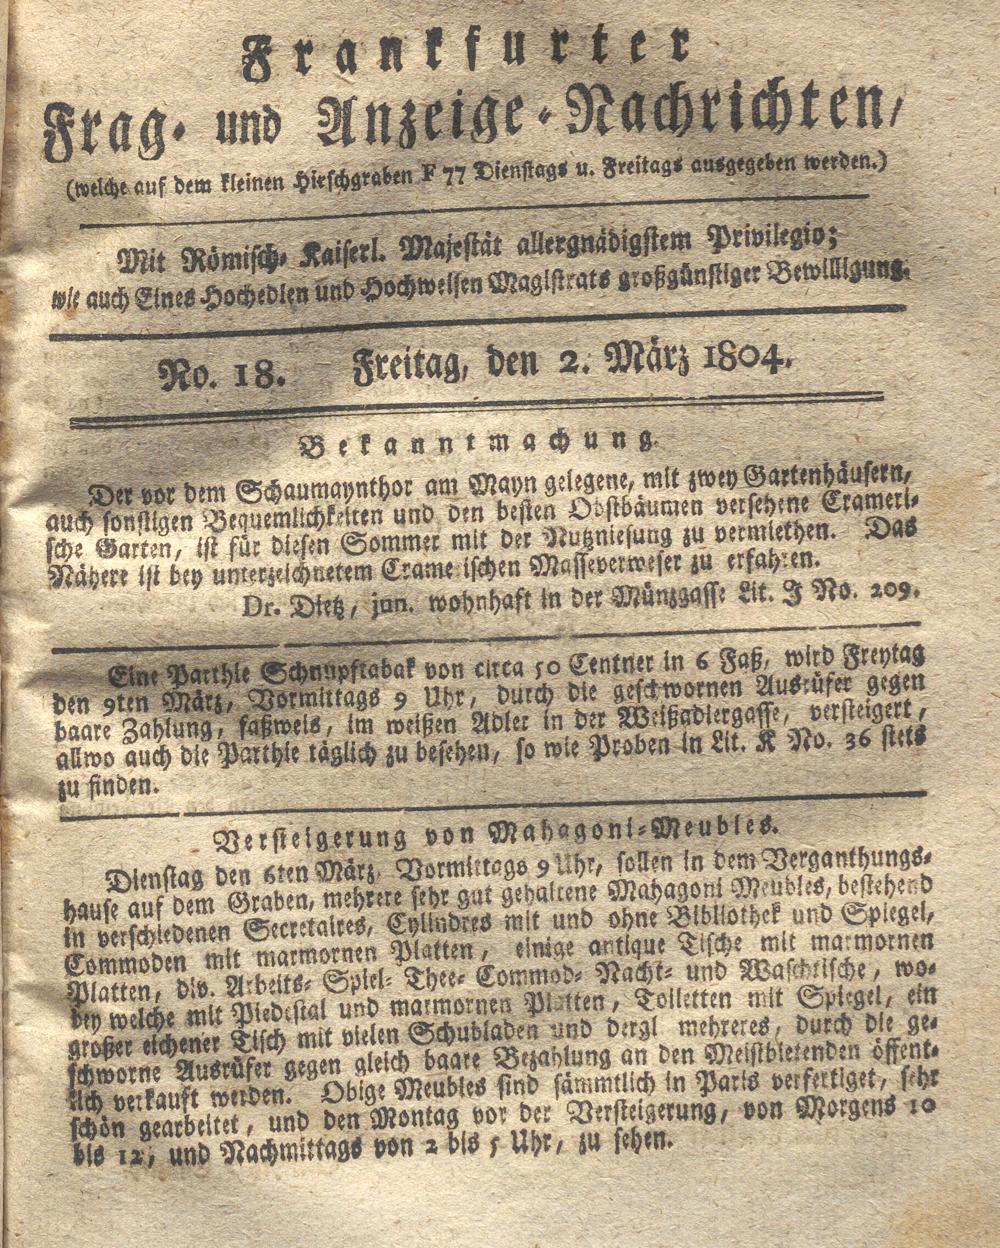 Frankfurter
Frag- und Anzeige-Nachrichten,
(welche auf dem kleinen Hirschgraben F 77 Dienstags u. Freitags ausgegeben werden.)
Mit Römisch- Kaiserl. Majestät allergnädigstem Privilegio;
wie auch Eines Hochedlen und Hochweisen Magistrats großgünstiger Bewilligung.
No. 18. Freitag, den 2. März 1804.
Bekanntmachung.
Der vor dem Schaumaynthor am Mayn gelegene, mit zwey Gartenhäusern,
auch sonstigen Bequemlichkeiten und den besten Obstbäumen versehene Crameri-
sche Garten, ist für diesen Sommer mit der Nutzniesung zu vermiethen. Das
Nähere ist bey unterzeichnetem Crame ischen Masseverweser zu erfahren.
Dr. Dietz, jun. wohnhaft in der Münzgasse Lit. J No. 209.
Eine Parthie Schnupftabak von circa 50 Centner in 6 Faß, wird Freytag
den 9ten März, Vormittags 9 Uhr, durch die geschwornen Ausrüfer gegen
baare Zahlung, faßweis, im weißen Adler in der Weißadlergasse, versteigert,
allwo auch die Parthie täglich zu besehen, so wie Proben in Lit. K No. 36 stets
zu finden.
Versteigerung von Mahagoni-Meubles.
Dienstag den 6ten März Vormittags 9 Uhr, sollen in dem Verganthungs-
hause auf dem Graben, mehrere sehr gut gehaltene Mahagoni Meubles, bestehend
in verschiedenen Secretaires, Cylindres mit und ohne Bibliothek und Spiegel,
Commoden mit marmornen Platten, einige antique Tische mit marmornen
Platten, div. Arbeits- Spiel- Thee- Commod- Nacht- und Waschtische, wo-
bey welche mit Piedestal und marmornen Platten, Toiletten mit Spiegel, ein
großer eichener Tisch mit vielen Schubladen und dergl mehreres, durch die ge-
schworne Ausrüfer gegen gleich baare Bezahlung an den Meistbietenden öffent-
lich verkauft werden. Obige Meubles sind sämmtlich in Paris verfertiget, sehr
schön gearbeitet, und den Montag vor der Versteigerung, von Morgens 10
bis 12, und Nachmittags von 2 bis 5 Uhr, zu sehen.